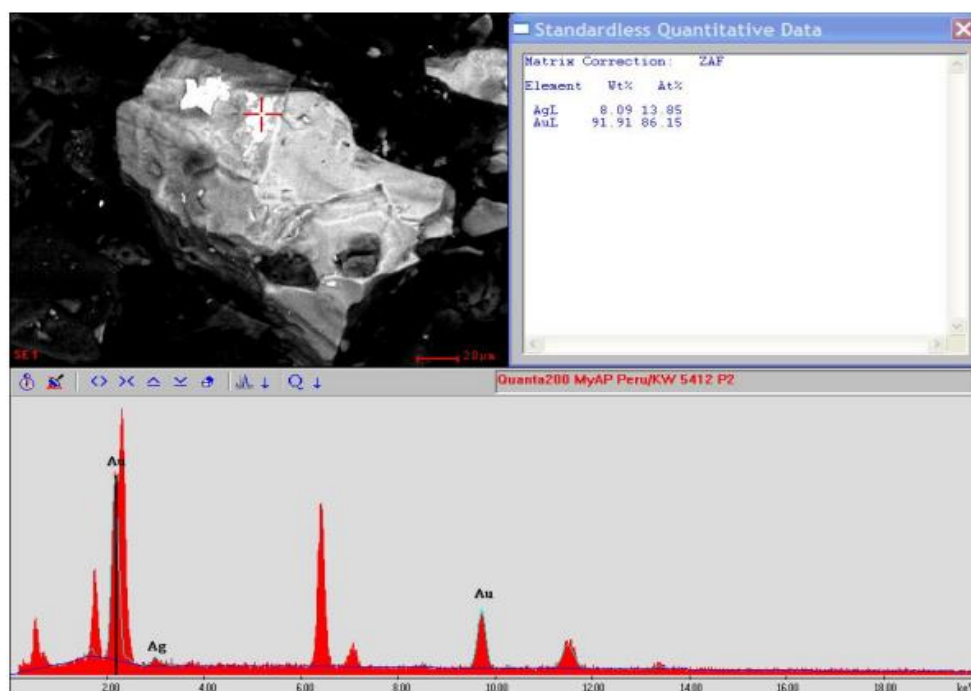 Standardless Quantitative Data
Matrix Correction: ZAF
Element Wt% At%
AgL 8.09 13.85
AuL 91.91 86.15
SE1
20µm
Quanta200 MyAP Peru/KW 5412 P2
Au
Ag
Au
2.00 4.00 6.00 8.00 10.00 12.00 14.00 16.00 18.00 keV